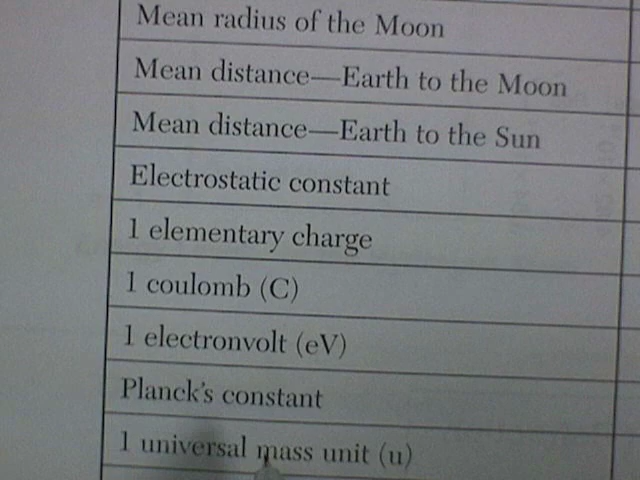 Mean radius of the Moon
Mean distance—Earth to the Moon
Mean distance—Earth to the Sun
Electrostatic constant
1 elementary charge
1 coulomb (C)
1 electronvolt (eV)
Planck's constant
1 universal mass unit (u)